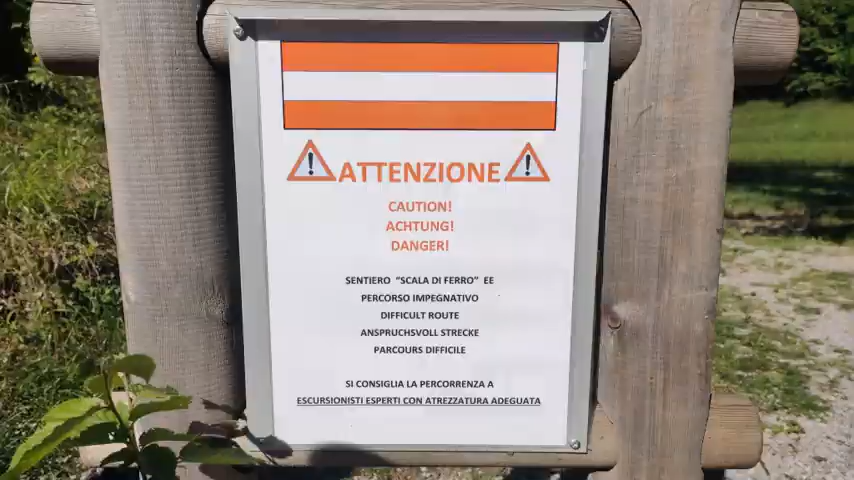 ATTENZIONE
CAUTION!
ACHTUNG!
DANGER!
SENTIERO "SCALA DI FERRO" EE
PERCORSO IMPEGNATIVO
DIFFICULT ROUTE
ANSPRUCHSVOLL STRECKE
PARCOURS DIFFICILE
SI CONSIGLIA LA PERCORRENZA A
ESCURSIONISTI ESPERTI CON ATREZZATURA ADEGUATA